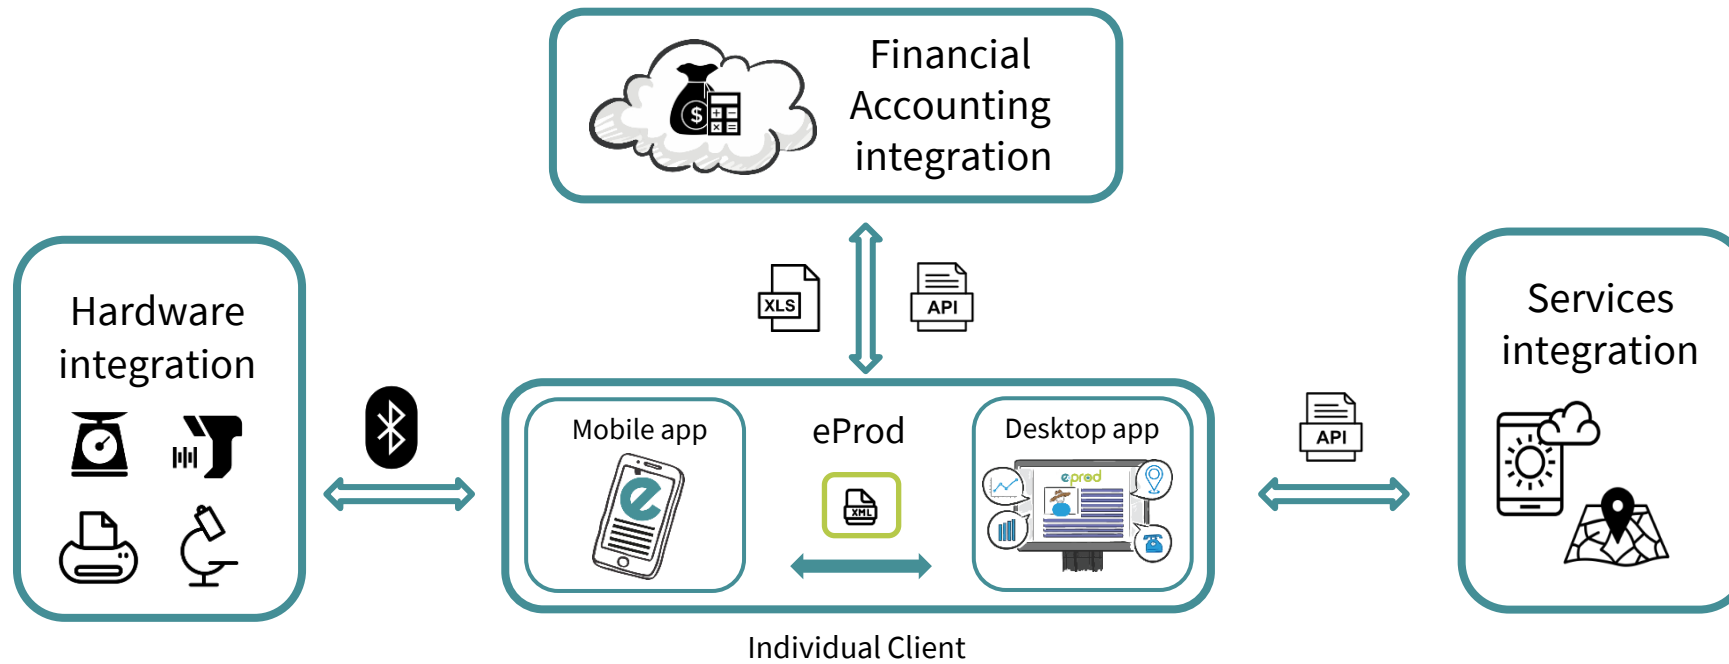 Financial
Accounting
integration
$
XLS
API
Hardware
integration
Services
integration
Mobile app
eProd
Desktop app
API
e
XML
eprod
Individual Client